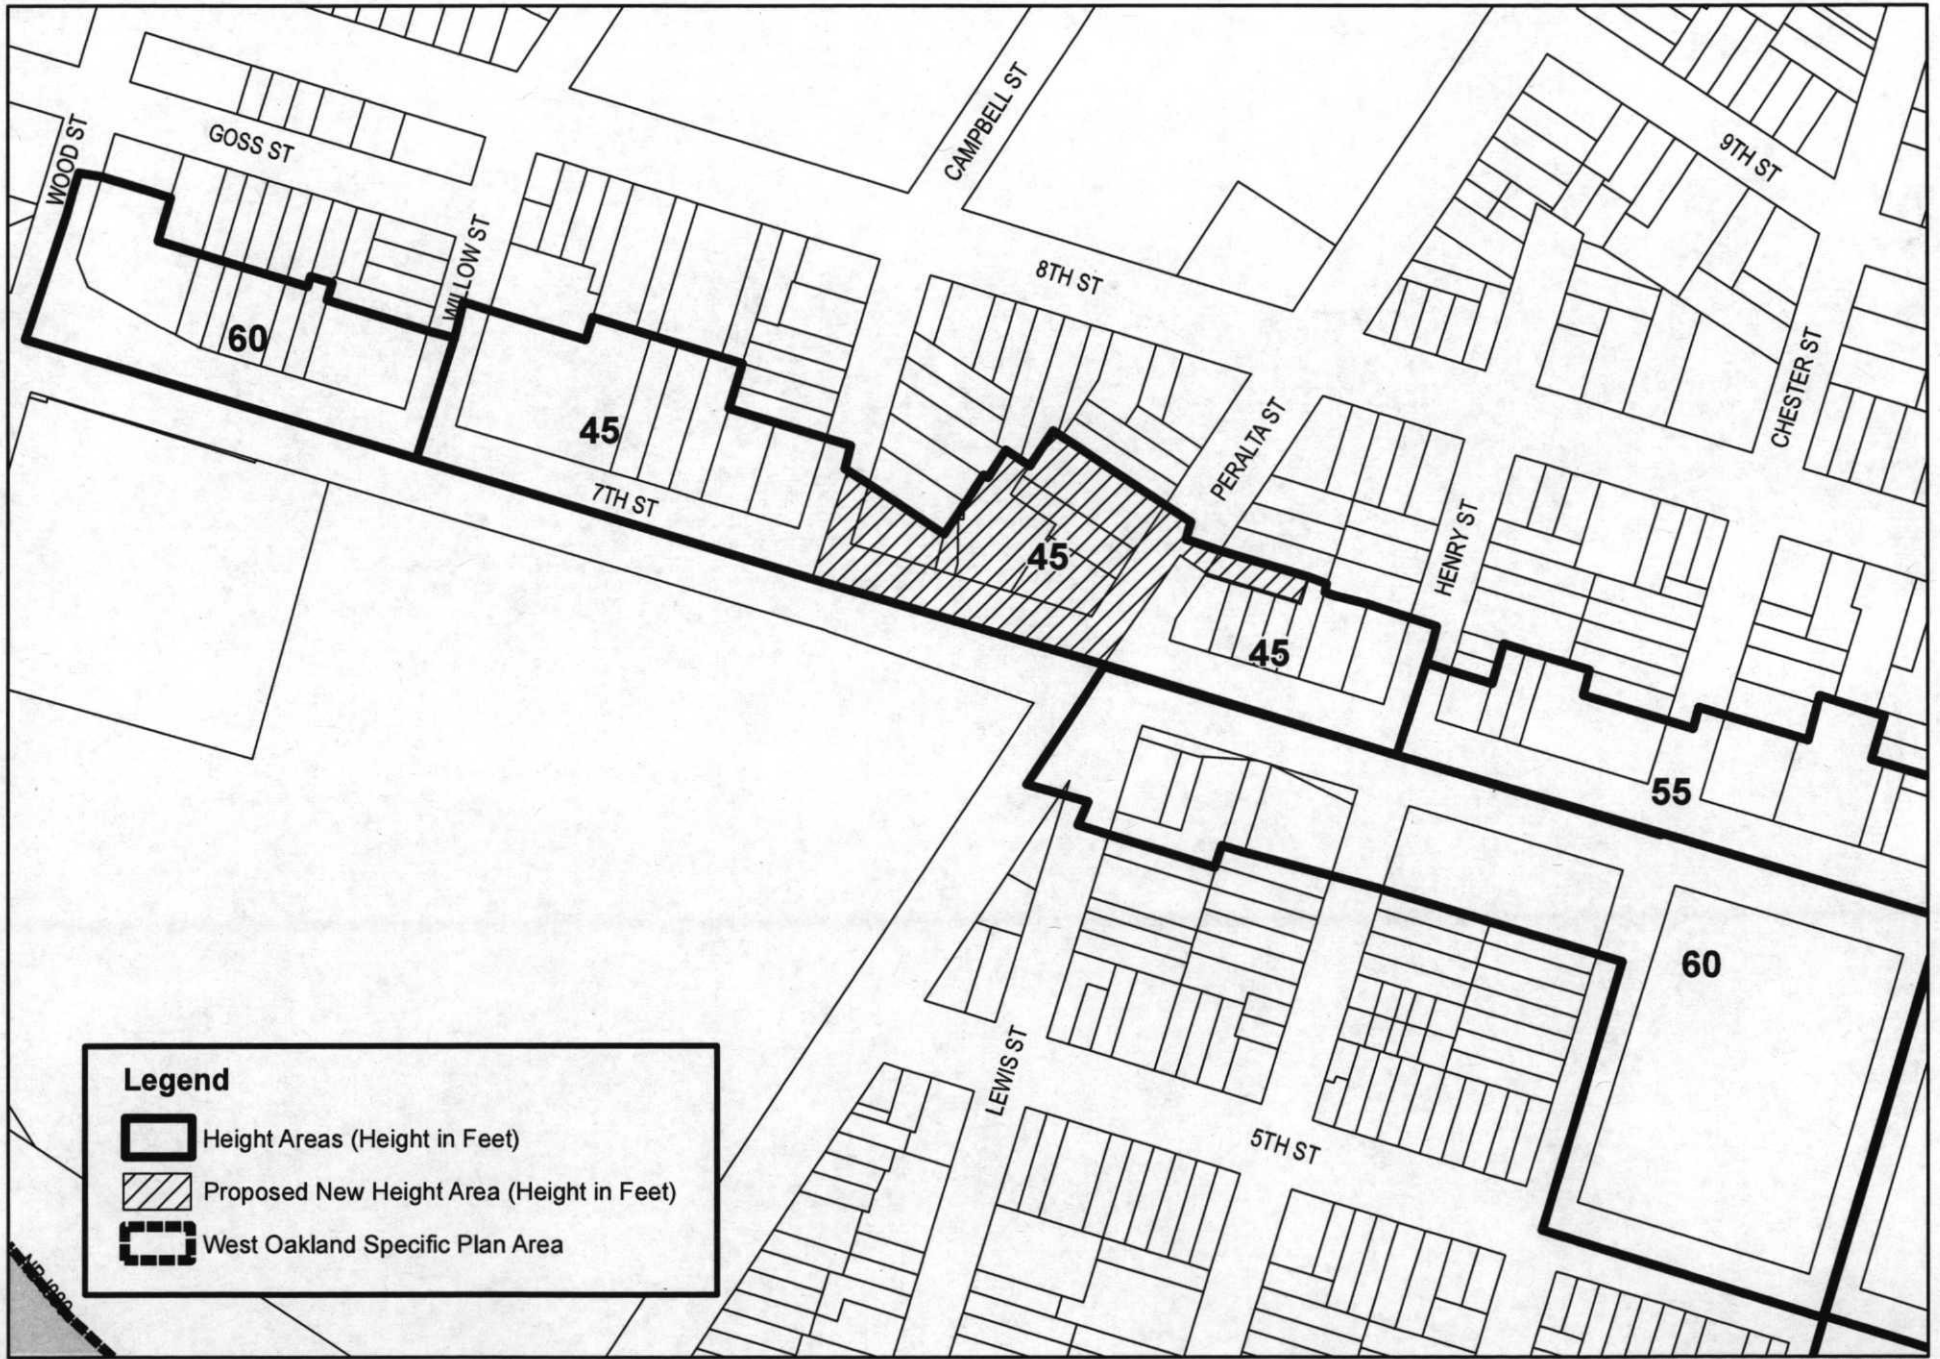 CAMPBELL ST
WOOD ST
GOSS ST
9TH ST
WILLOW ST
8TH ST
60
CHESTER ST
45
PERALTA ST
7TH ST
45
HENRY ST
45
55
60
LEWIS ST
5TH ST
Legend
Height Areas (Height in Feet)
Proposed New Height Area (Height in Feet)
West Oakland Specific Plan Area